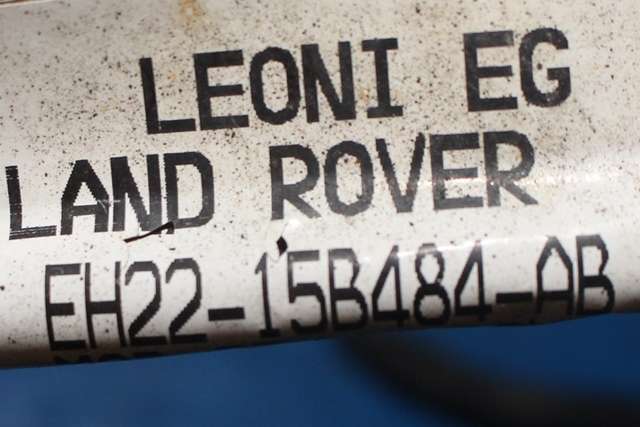 LEONI EG
LAND ROVER
EH22-15B484-AB